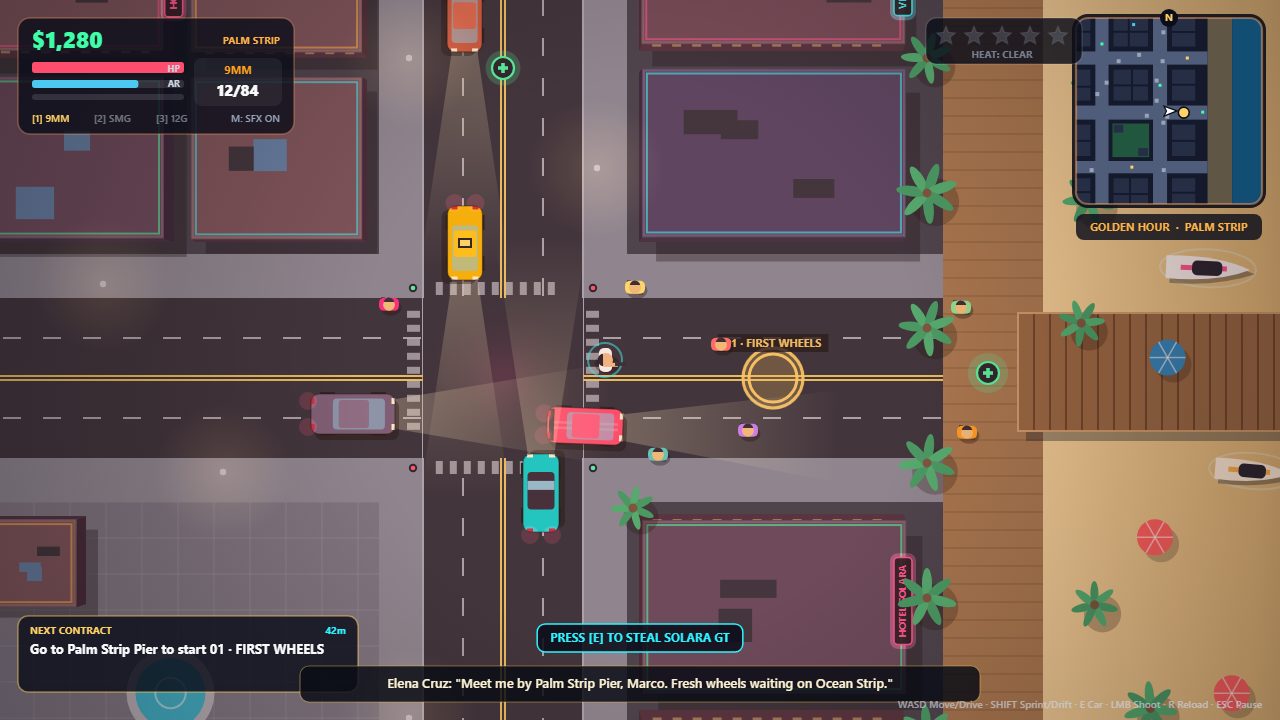 $1,280
PALM STRIP
HP
AR
9MM
12/84
[1] 9MM
[2] SMG
[3] 12G
M: SFX ON
HEAT: CLEAR
N
GOLDEN HOUR · PALM STRIP
1 · FIRST WHEELS
HOTEL SOLARA
NEXT CONTRACT
42m
Go to Palm Strip Pier to start 01 · FIRST WHEELS
PRESS [E] TO STEAL SOLARA GT
Elena Cruz: "Meet me by Palm Strip Pier, Marco. Fresh wheels waiting on Ocean Strip."
WASD Move/Drive · SHIFT Sprint/Drift · E Car · LMB Shoot · R Reload · ESC Pause